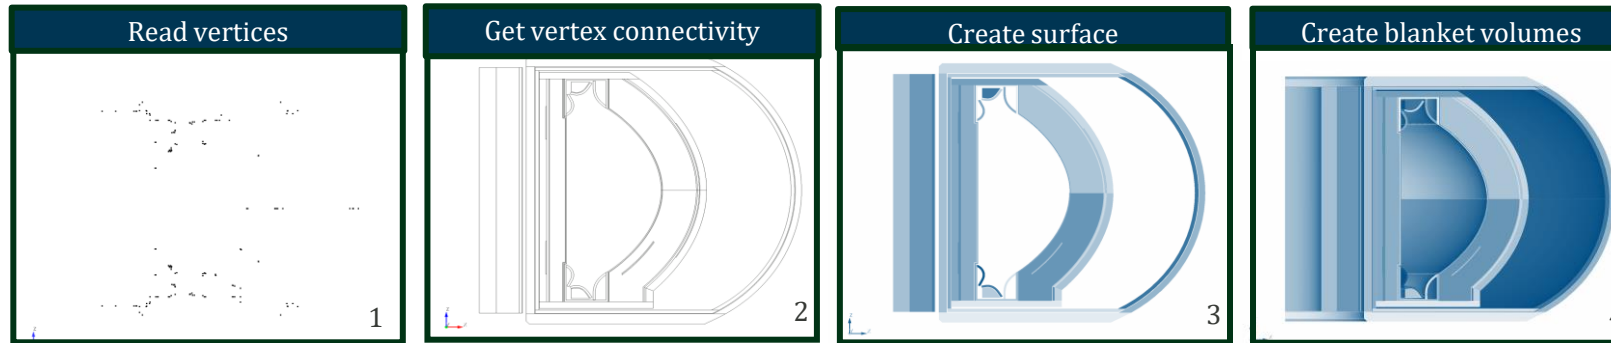 Read vertices
Get vertex connectivity
Create surface
Create blanket volumes
1
2
3